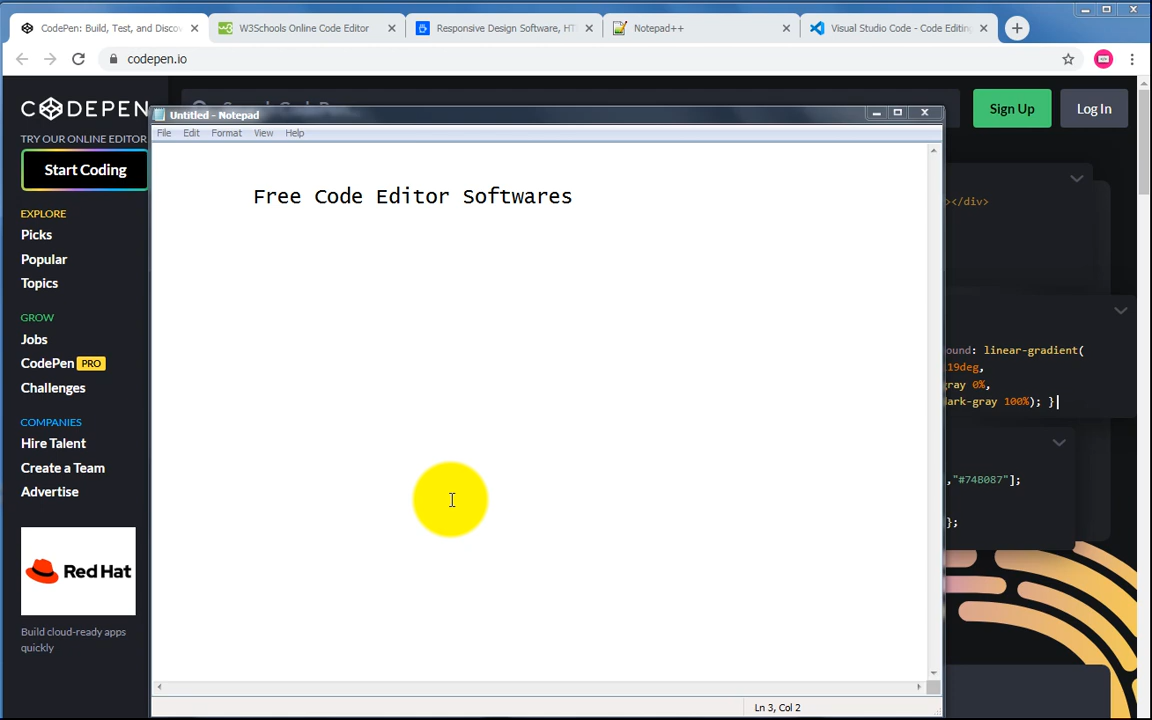 CodePen: Build, Test, and Discov
W3Schools Online Code Editor
Responsive Design Software, HT
Notepad++
Visual Studio Code - Code Editing
codepen.io
CODEPEN
Sign Up
Log In
Untitled - Notepad
File Edit Format View Help
TRY OUR ONLINE EDITOR
Start Coding
Free Code Editor Softwares
></div>
EXPLORE
Picks
Popular
Topics
GROW
Jobs
CodePen PRO
Challenges
COMPANIES
Hire Talent
Create a Team
Advertise
ound: linear-gradient(
19deg,
gray 0%,
dark-gray 100%); }
,"#74B087"];
};
Red Hat
Build cloud-ready apps
quickly
Ln 3, Col 2